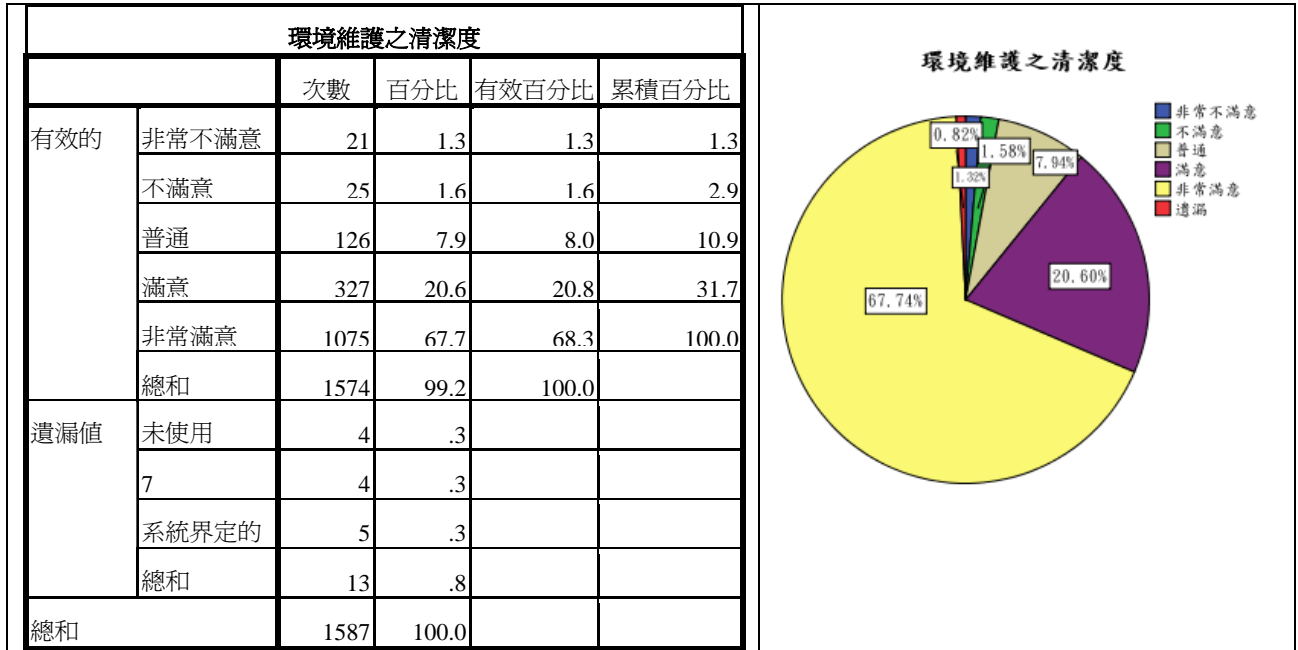 環境維護之清潔度
次數 百分比 有效百分比 累積百分比
有效的 非常不滿意 21 1.3 1.3 1.3
不滿意 25 1.6 1.6 2.9
普通 126 7.9 8.0 10.9
滿意 327 20.6 20.8 31.7
非常滿意 1075 67.7 68.3 100.0
總和 1574 99.2 100.0
遺漏值 未使用 4 .3
7 4 .3
系統界定的 5 .3
總和 13 .8
總和 1587 100.0
環境維護之清潔度
非常不滿意
不滿意
普通
滿意
非常滿意
遺漏
0.82%
1.58%
7.94%
1.32%
20.60%
67.74%